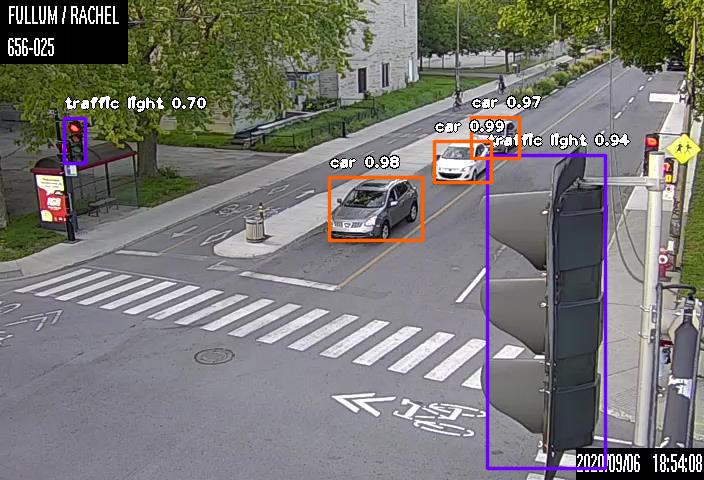 FULLUM / RACHEL
656-025
traffic light 0.70
car 0.97
car 0.99
traffic light 0.94
car 0.98
2020/09/06 18:54:08